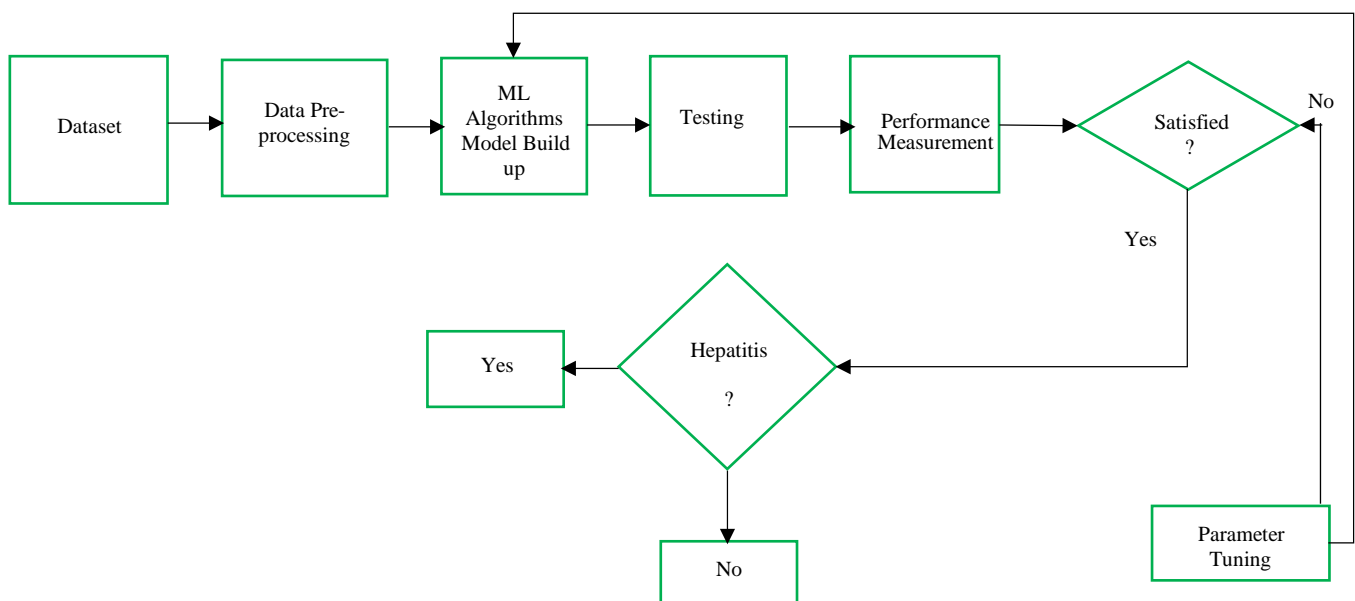 Dataset
Data Pre-
processing
ML
Algorithms
Model Build
up
Testing
Performance
Measurement
Satisfied
?
No
Yes
Hepatitis
?
Yes
No
Parameter
Tuning